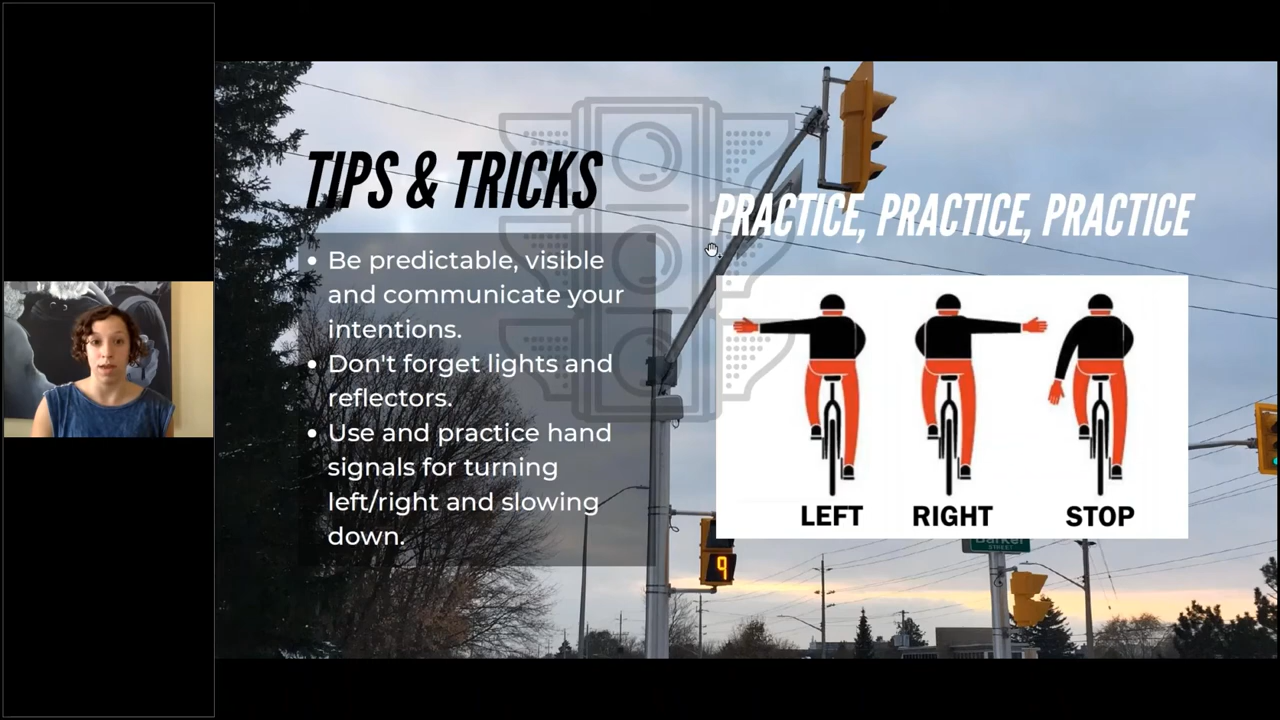 TIPS & TRICKS
Be predictable, visible
and communicate your
intentions.
Don't forget lights and
reflectors.
Use and practice hand
signals for turning
left/right and slowing
down.
PRACTICE, PRACTICE, PRACTICE
LEFT RIGHT STOP
9
Barker
STREET